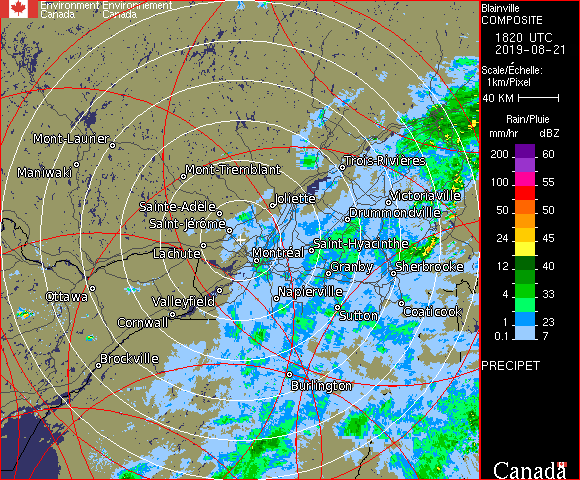 Environment Environnement
Canada Canada
Blainville
COMPOSITE
1820 UTC
2019-08-21
Scale/Échelle:
1km/Pixel
40 KM
Rain/Pluie
mm/hr dBZ
200 60
100 55
50 50
24 45
12 40
4 33
1 23
0.1 7
PRECIPET
Canada
Mont-Laurier
Maniwaki
Mont-Tremblant
Trois-Rivières
Sainte-Adèle
Joliette
Victoriaville
Saint-Jérôme
Drummondville
Lachute
Montréal
Saint-Hyacinthe
Granby
Sherbrooke
Ottawa
Valleyfield
Napierville
Cornwall
Sutton
Coaticook
Brockville
Burlington